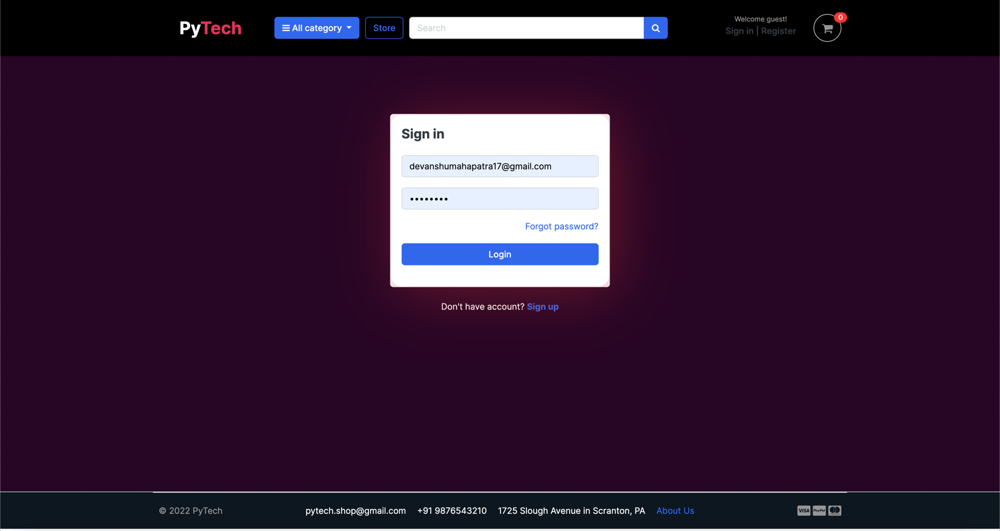 PyTech
All category
Store
Search
Welcome guest!
Sign in | Register
0
Sign in
devanshumahapatra17@gmail.com
••••••••
Forgot password?
Login
Don't have account? Sign up
© 2022 PyTech
pytech.shop@gmail.com +91 9876543210 1725 Slough Avenue in Scranton, PA About Us
VISA PayPal